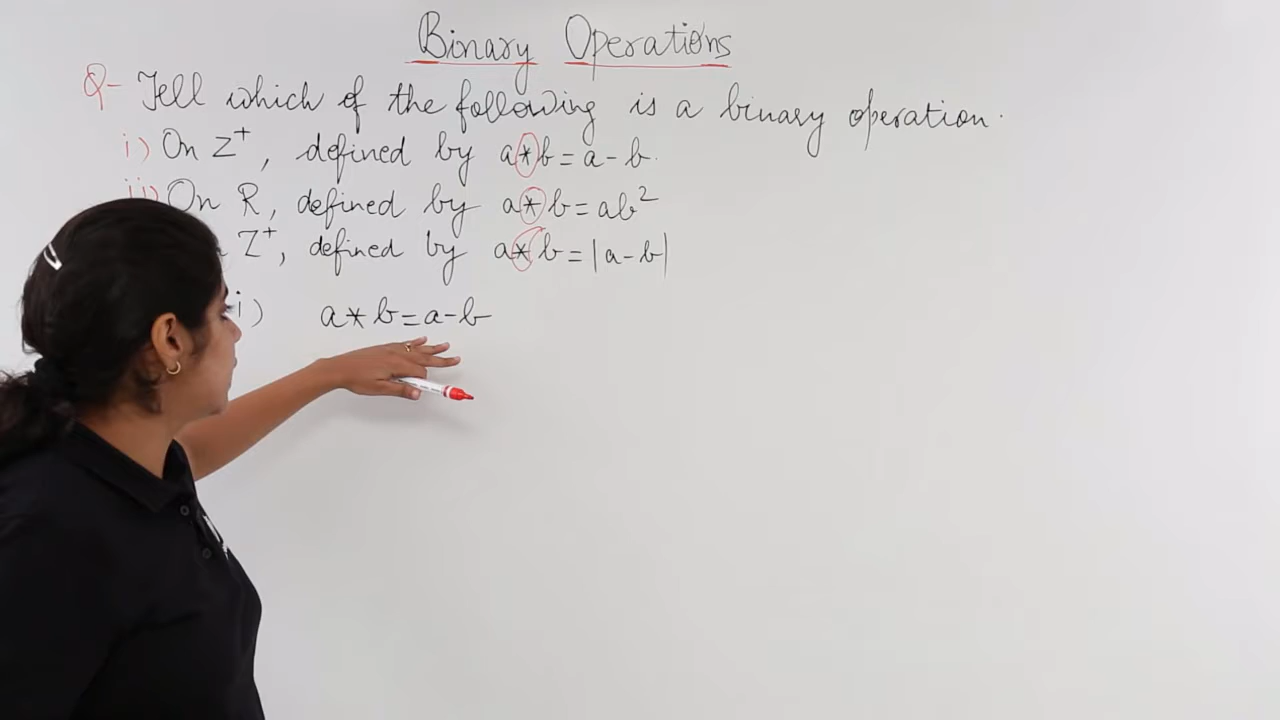 Binary Operations
Q- Tell which of the following is a binary operation.
i) On Z⁺, defined by a*b = a - b.
ii) On R, defined by a*b = ab²
Z⁺, defined by a*b = |a - b|
i) a*b = a - b